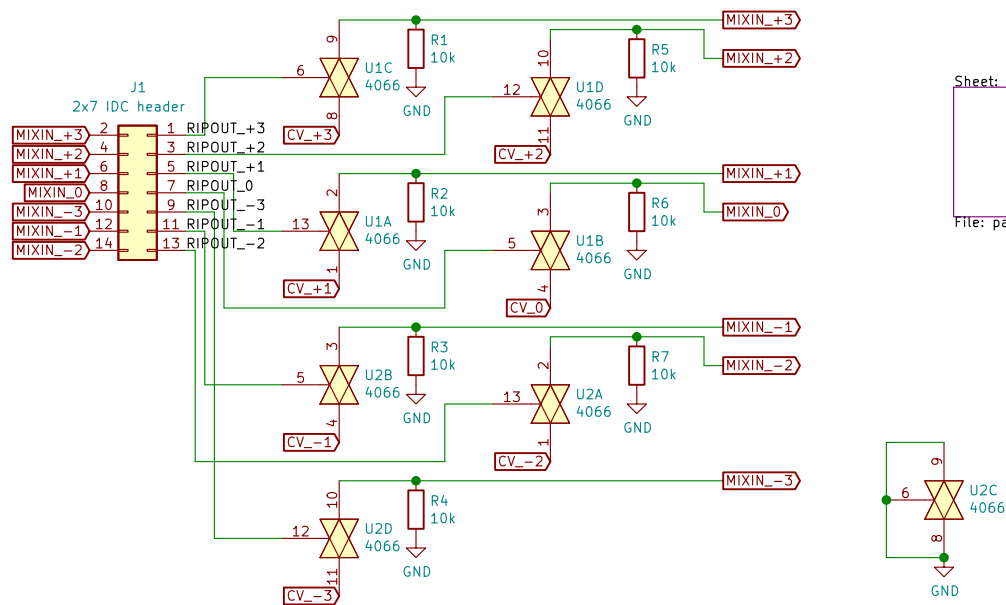 MIXIN_+3
9
R1
10k
10
R5
10k
MIXIN_+2
6
U1C
4066
Sheet:
J1
2x7 IDC header
12
U1D
4066
8
GND
GND
MIXIN_+3
2
1
RIPOUT_+3
CV_+3
11
MIXIN_+2
4
3
RIPOUT_+2
CV_+2
MIXIN_+1
6
5
RIPOUT_+1
MIXIN_+1
MIXIN_0
8
7
RIPOUT_0
2
R2
10k
3
R6
10k
MIXIN_-3
10
9
RIPOUT_-3
MIXIN_0
MIXIN_-1
12
11
RIPOUT_-1
13
U1A
4066
File: pa
MIXIN_-2
14
13
RIPOUT_-2
5
U1B
4066
GND
GND
1
CV_+1
4
CV_0
MIXIN_-1
3
R3
10k
2
R7
10k
MIXIN_-2
5
U2B
4066
13
U2A
4066
GND
GND
4
CV_-1
1
CV_-2
9
MIXIN_-3
10
R4
10k
6
U2C
4066
12
U2D
4066
8
GND
11
GND
CV_-3